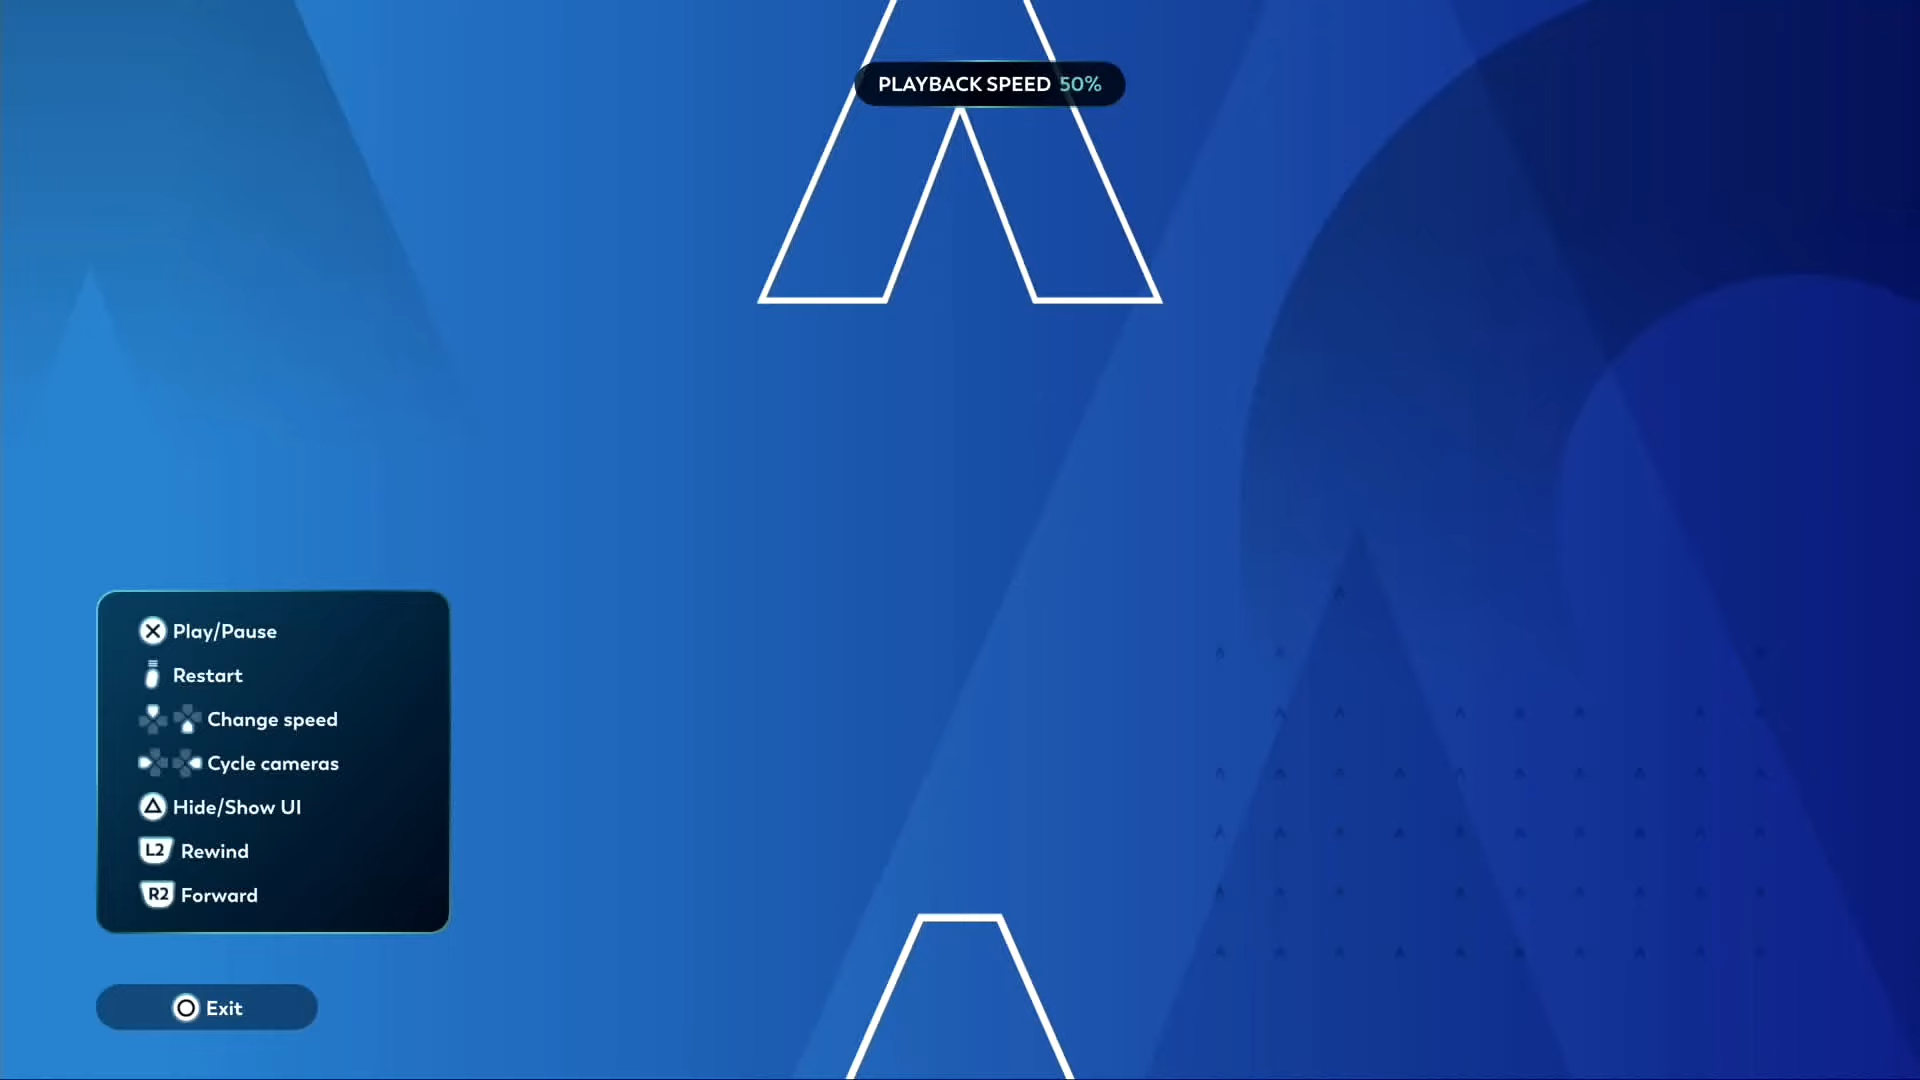 PLAYBACK SPEED 50%
Play/Pause
Restart
Change speed
Cycle cameras
Hide/Show UI
L2 Rewind
R2 Forward
Exit